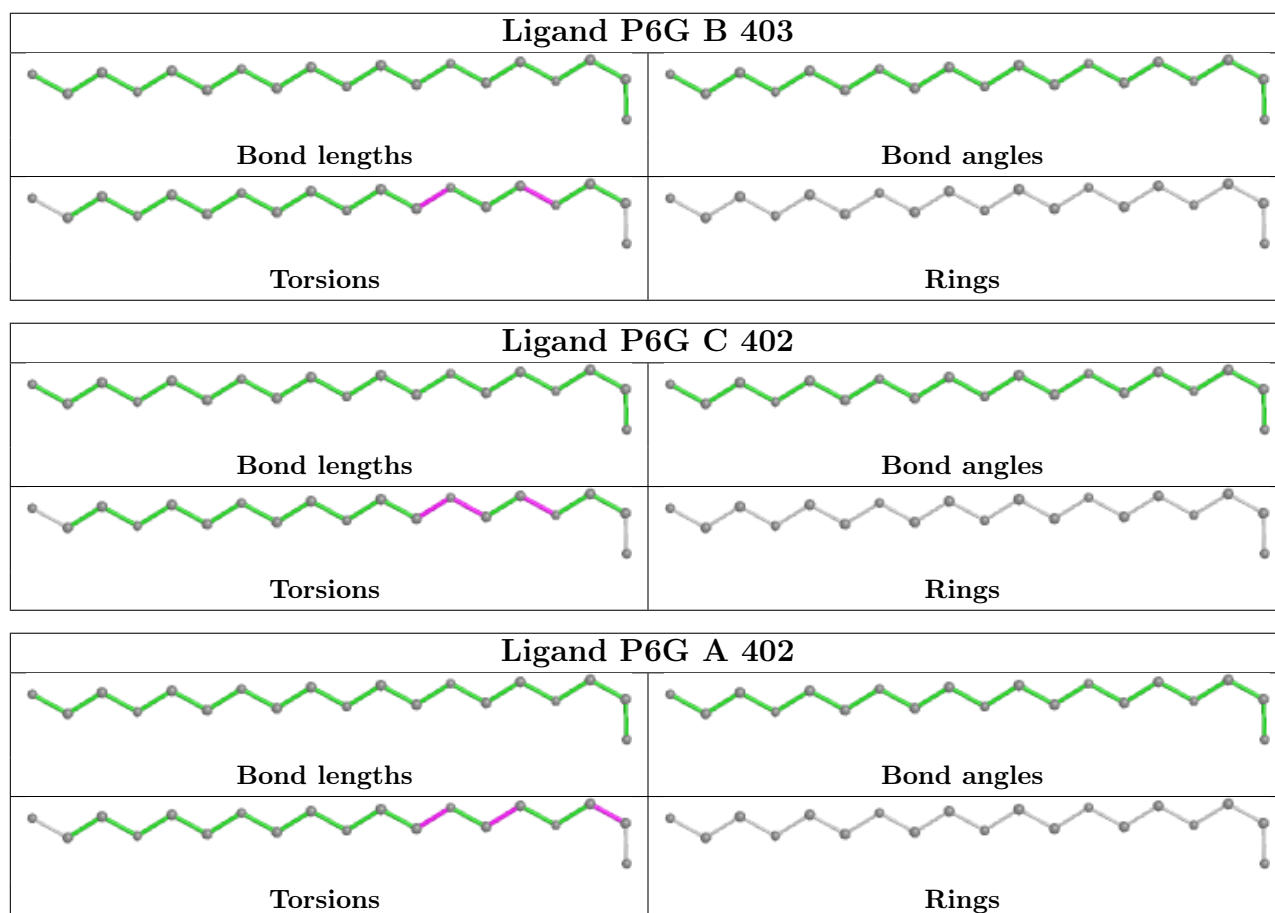 Ligand P6G B 403
Bond lengths Bond angles
Torsions Rings
Ligand P6G C 402
Bond lengths Bond angles
Torsions Rings
Ligand P6G A 402
Bond lengths Bond angles
Torsions Rings